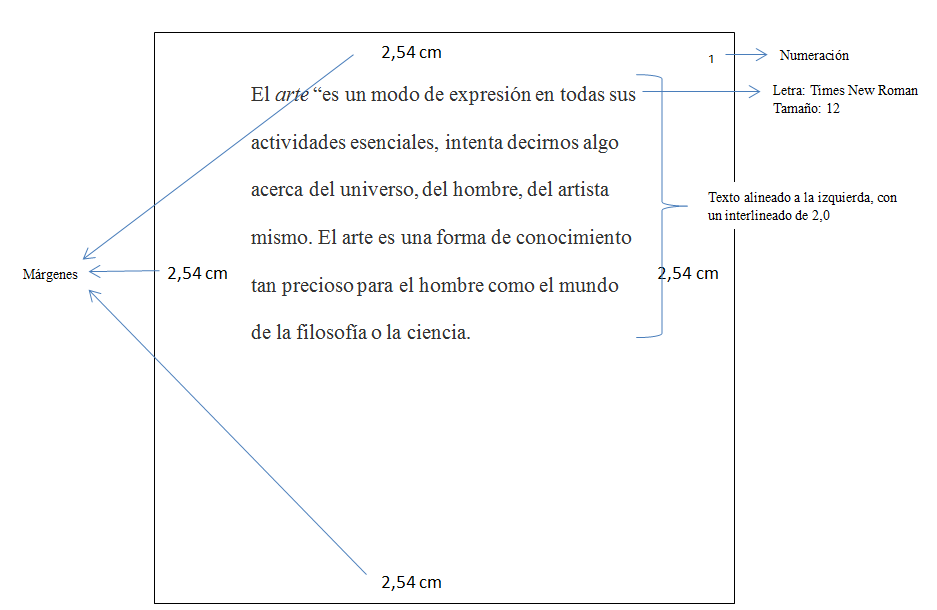 2,54 cm
1
Numeración
El arte “es un modo de expresión en todas sus
Letra: Times New Roman
Tamaño: 12
actividades esenciales, intenta decirnos algo
acerca del universo, del hombre, del artista
Texto alineado a la izquierda, con
un interlineado de 2,0
mismo. El arte es una forma de conocimiento
Márgenes
2,54 cm
2,54 cm
tan precioso para el hombre como el mundo
de la filosofía o la ciencia.
2,54 cm